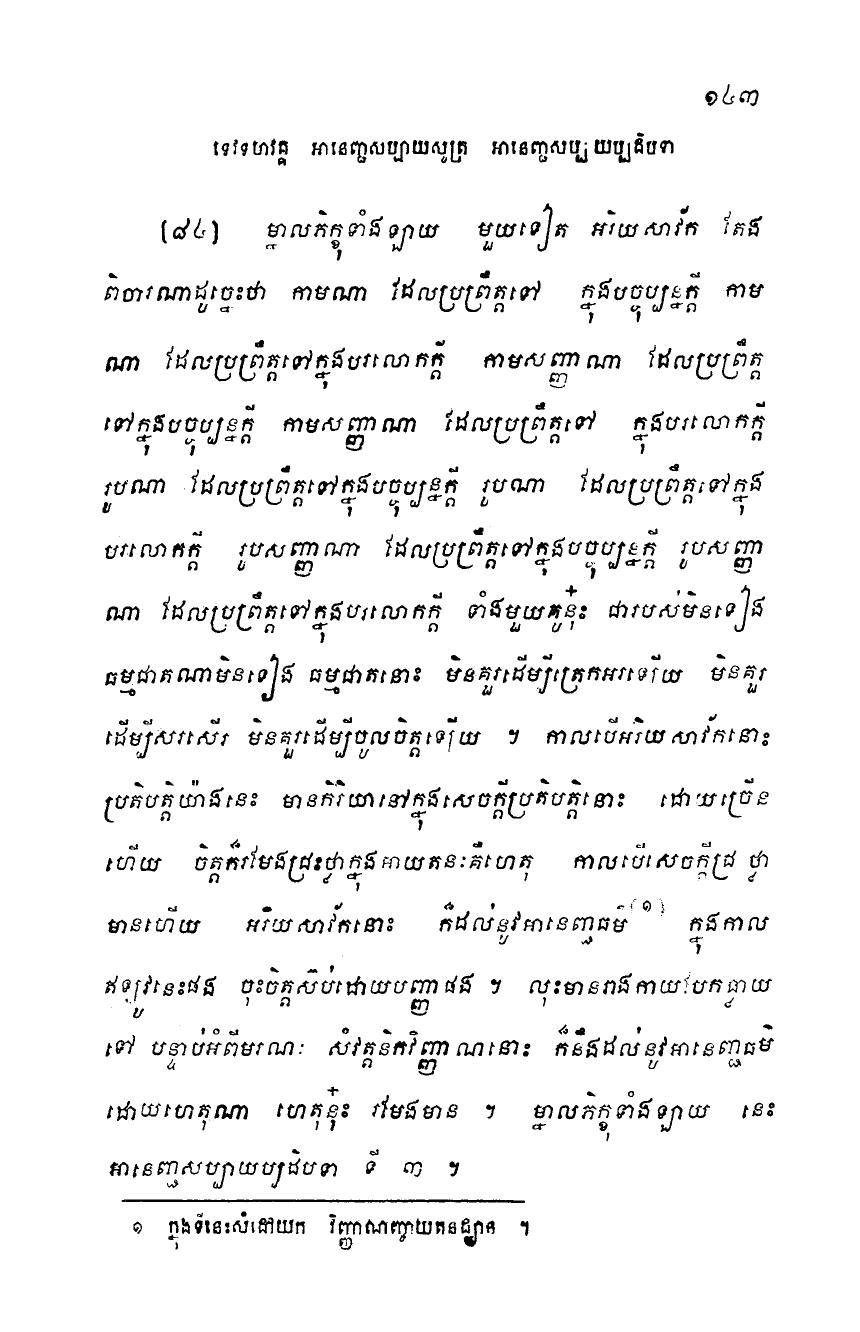 ១៤៣
ទេវទហវគ្គ អានេញ្ជសប្បាយសូត្រ អានេញ្ជសប្បាយប្បដិបទា
[៨៤] ម្នាលភិក្ខុទាំងឡាយ មួយទៀត អរិយសាវ័ក តែង
ពិចារណាដូច្នេះថា កាមណា ដែលប្រព្រឹត្តទៅ ក្នុងបច្ចុប្បន្នក្តី កាម
ណា ដែលប្រព្រឹត្តទៅក្នុងបរលោកក្តី កាមសញ្ញាណា ដែលប្រព្រឹត្ត
ទៅក្នុងបច្ចុប្បន្នក្តី កាមសញ្ញាណា ដែលប្រព្រឹត្តទៅ ក្នុងបរលោកក្តី
រូបណា ដែលប្រព្រឹត្តទៅក្នុងបច្ចុប្បន្នក្តី រូបណា ដែលប្រព្រឹត្តទៅក្នុង
បរលោកក្តី រូបសញ្ញាណា ដែលប្រព្រឹត្តទៅក្នុងបច្ចុប្បន្នក្តី រូបសញ្ញា
ណា ដែលប្រព្រឹត្តទៅក្នុងបរលោកក្តី ទាំងមួយគូនុ៎ះ ជារបស់មិនទៀង
ធម្មជាតណាមិនទៀង ធម្មជាតនោះ មិនគួរដើម្បីត្រេកអរឡើយ មិនគួរ
ដើម្បីសរសើរ មិនគួរដើម្បីចូលចិត្តឡើយ ។ កាលបើអរិយសាវ័កនោះ
ប្រតិបត្តិយ៉ាងនេះ មានកិរិយានៅក្នុងសេចក្តីប្រតិបត្តិនោះ ដោយច្រើន
ហើយ ចិត្តក៏រមែងជ្រះថ្លាក្នុងអាយតនៈគឺហេតុ កាលបើសេចក្តីជ្រះថ្លា
មានហើយ អរិយសាវ័កនោះ ក៏ដល់នូវអានេញ្ជធម៌ (១) ក្នុងកាល
ឥឡូវនេះផង ចុះចិត្តស៊ប់ដោយបញ្ញាផង ។ លុះមានរាងកាយបែកធ្លាយ
ទៅ បន្ទាប់អំពីមរណៈ សំវត្តនិកវិញ្ញាណនោះ ក៏នឹងដល់នូវអានេញ្ជធម៌
ដោយហេតុណា ហេតុនុ៎ះ រមែងមាន ។ ម្នាលភិក្ខុទាំងឡាយ នេះ
អានេញ្ជសប្បាយប្បដិបទា ទី ៣ ។
១ ក្នុងទីនេះសំដៅយក វិញ្ញាណញ្ចាយតនជ្ឈាន ។